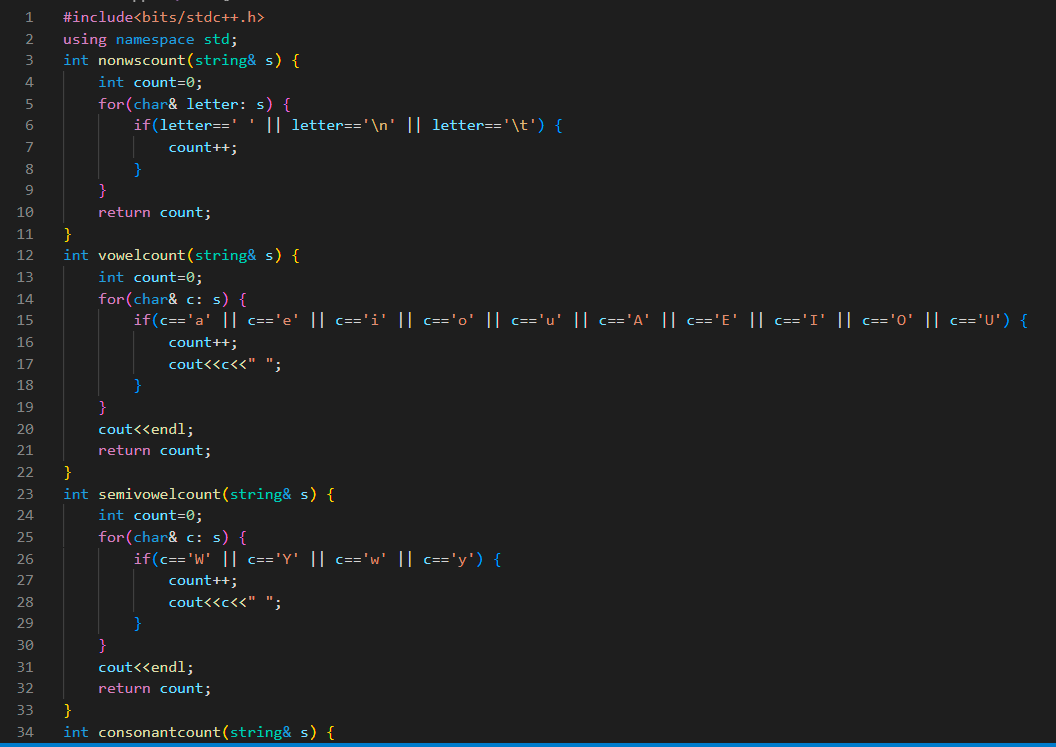 1 #include<bits/stdc++.h>
2 using namespace std;
3 int nonwscount(string& s) {
4     int count=0;
5     for(char& letter: s) {
6         if(letter==' ' || letter=='\n' || letter=='\t') {
7             count++;
8         }
9     }
10     return count;
11 }
12 int vowelcount(string& s) {
13     int count=0;
14     for(char& c: s) {
15         if(c=='a' || c=='e' || c=='i' || c=='o' || c=='u' || c=='A' || c=='E' || c=='I' || c=='O' || c=='U') {
16             count++;
17             cout<<c<<" ";
18         }
19     }
20     cout<<endl;
21     return count;
22 }
23 int semivowelcount(string& s) {
24     int count=0;
25     for(char& c: s) {
26         if(c=='W' || c=='Y' || c=='w' || c=='y') {
27             count++;
28             cout<<c<<" ";
29         }
30     }
31     cout<<endl;
32     return count;
33 }
34 int consonantcount(string& s) {